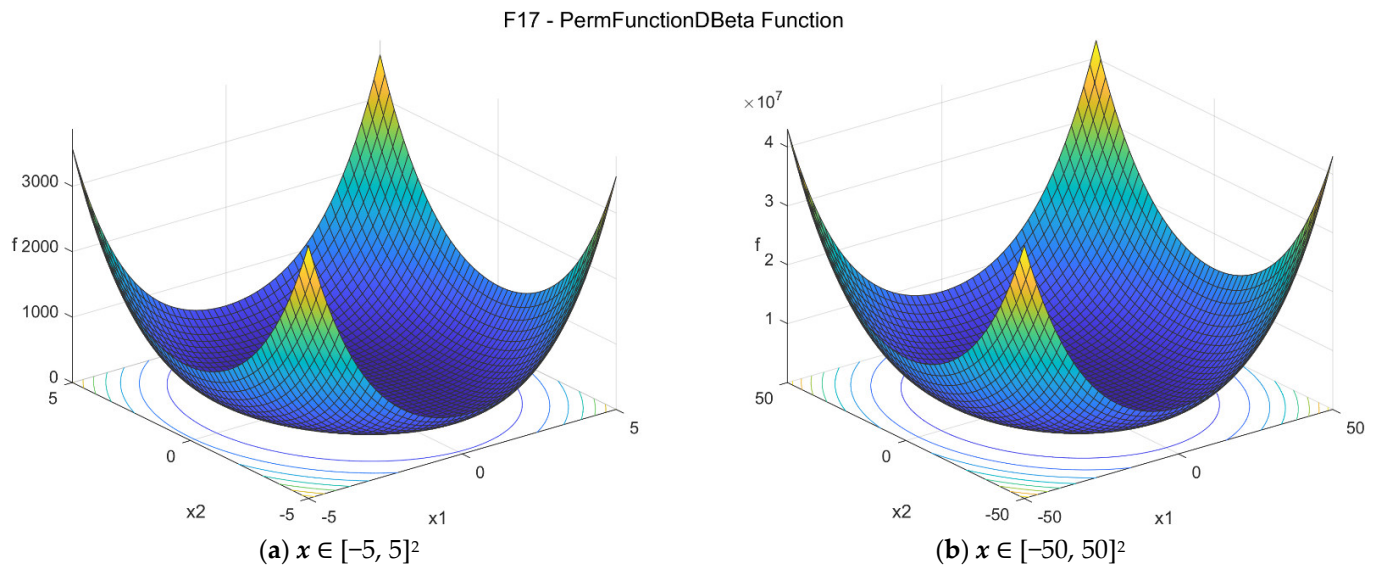 F17 - PermFunctionDBeta Function
3000
f 2000
1000
0
5
0
-5
x2
-5
0
5
x1
(a) x ∈ [−5, 5]²
× 10⁷
4
3
f
2
1
50
0
-50
x2
-50
0
50
x1
(b) x ∈ [−50, 50]²